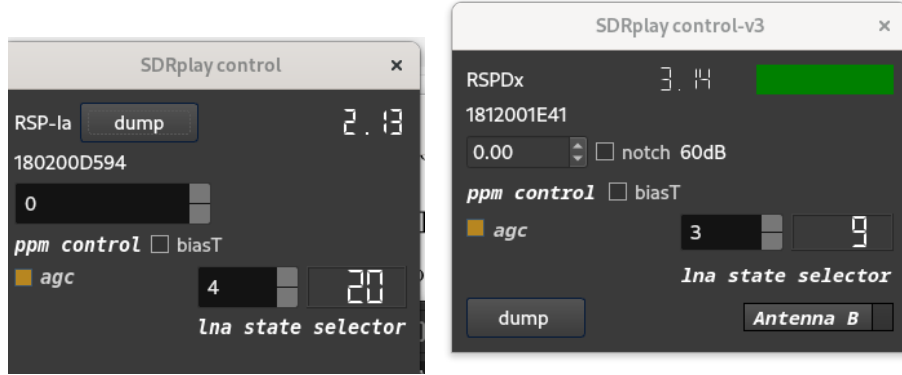 SDRplay control ×
RSP-Ia dump 2.13
180200D594
0
ppm control biasT
agc
4 20
lna state selector
SDRplay control-v3 ×
RSPDx 3.14
1812001E41
0.00 notch 60dB
ppm control biasT
agc
3 9
lna state selector
dump Antenna B